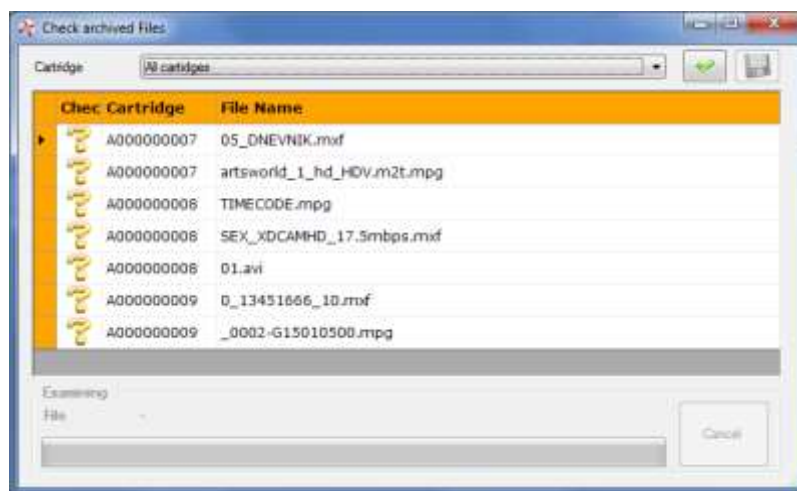 Check archived Files
Cartridge All cartidges
Chec Cartridge File Name
A000000007 05_DNEVNIK.mxf
A000000007 artsworld_1_hd_HDV.m2t.mpg
A000000008 TIMECODE.mpg
A000000008 SEX_XDCAMHD_17.5mbps.mxf
A000000008 01.avi
A000000009 0_13451666_10.mxf
A000000009 _0002-G15010500.mpg
Examining
File -
Cancel